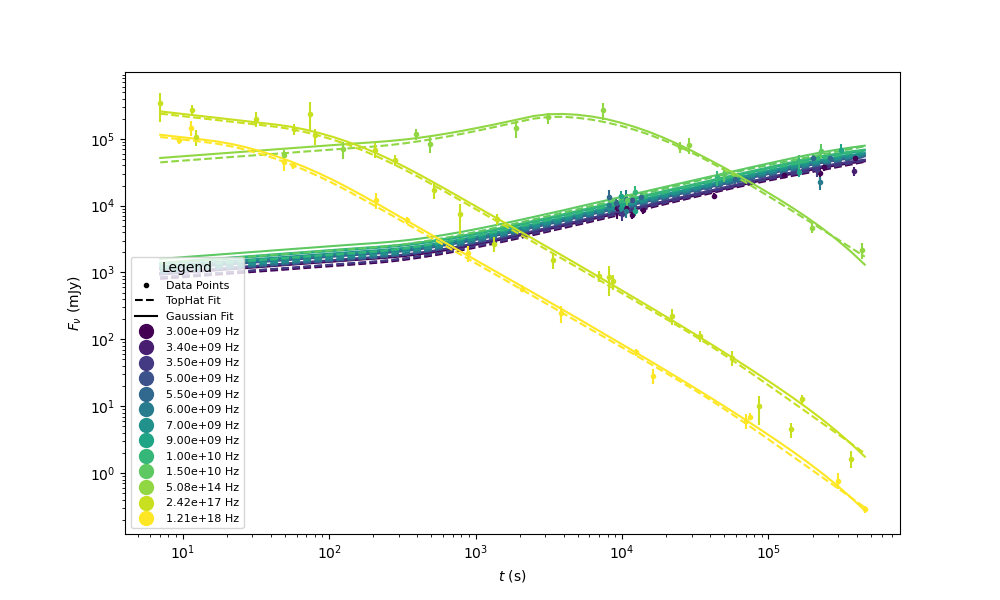 10^5
10^4
10^3
10^2
10^1
10^0
F_ν (mJy)
Legend
Data Points
TopHat Fit
Gaussian Fit
3.00e+09 Hz
3.40e+09 Hz
3.50e+09 Hz
5.00e+09 Hz
5.50e+09 Hz
6.00e+09 Hz
7.00e+09 Hz
9.00e+09 Hz
1.00e+10 Hz
1.50e+10 Hz
5.08e+14 Hz
2.42e+17 Hz
1.21e+18 Hz
10^1 10^2 10^3 10^4 10^5
t (s)